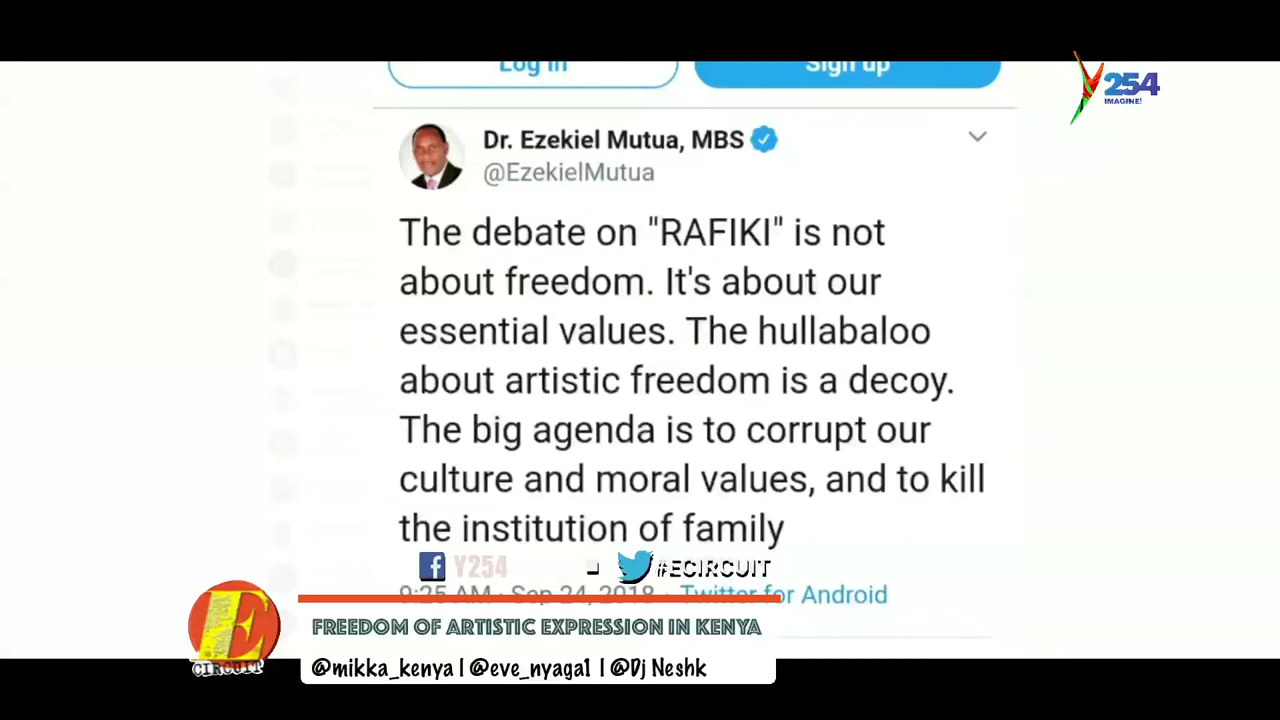 Log in
Sign up
Y254
IMAGINE!
Dr. Ezekiel Mutua, MBS
@EzekielMutua
The debate on "RAFIKI" is not
about freedom. It's about our
essential values. The hullabaloo
about artistic freedom is a decoy.
The big agenda is to corrupt our
culture and moral values, and to kill
the institution of family
Y254
#ECIRCUIT
9:25 AM · Sep 24, 2018 · Twitter for Android
E
CIRCUIT
FREEDOM OF ARTISTIC EXPRESSION IN KENYA
@mikka_kenya | @eve_nyaga1 | @Dj Neshk